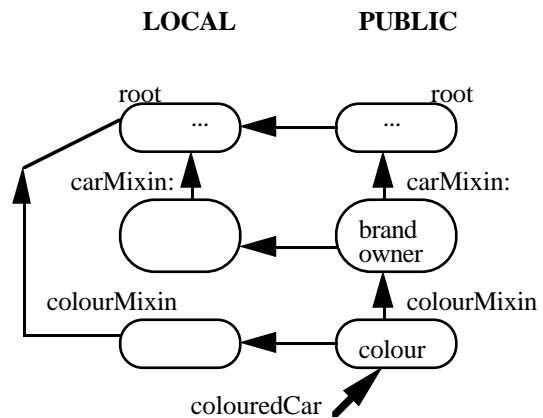 LOCAL PUBLIC
root root
... ...
carMixin: carMixin:
brand
owner
colourMixin colourMixin
colour
colouredCar